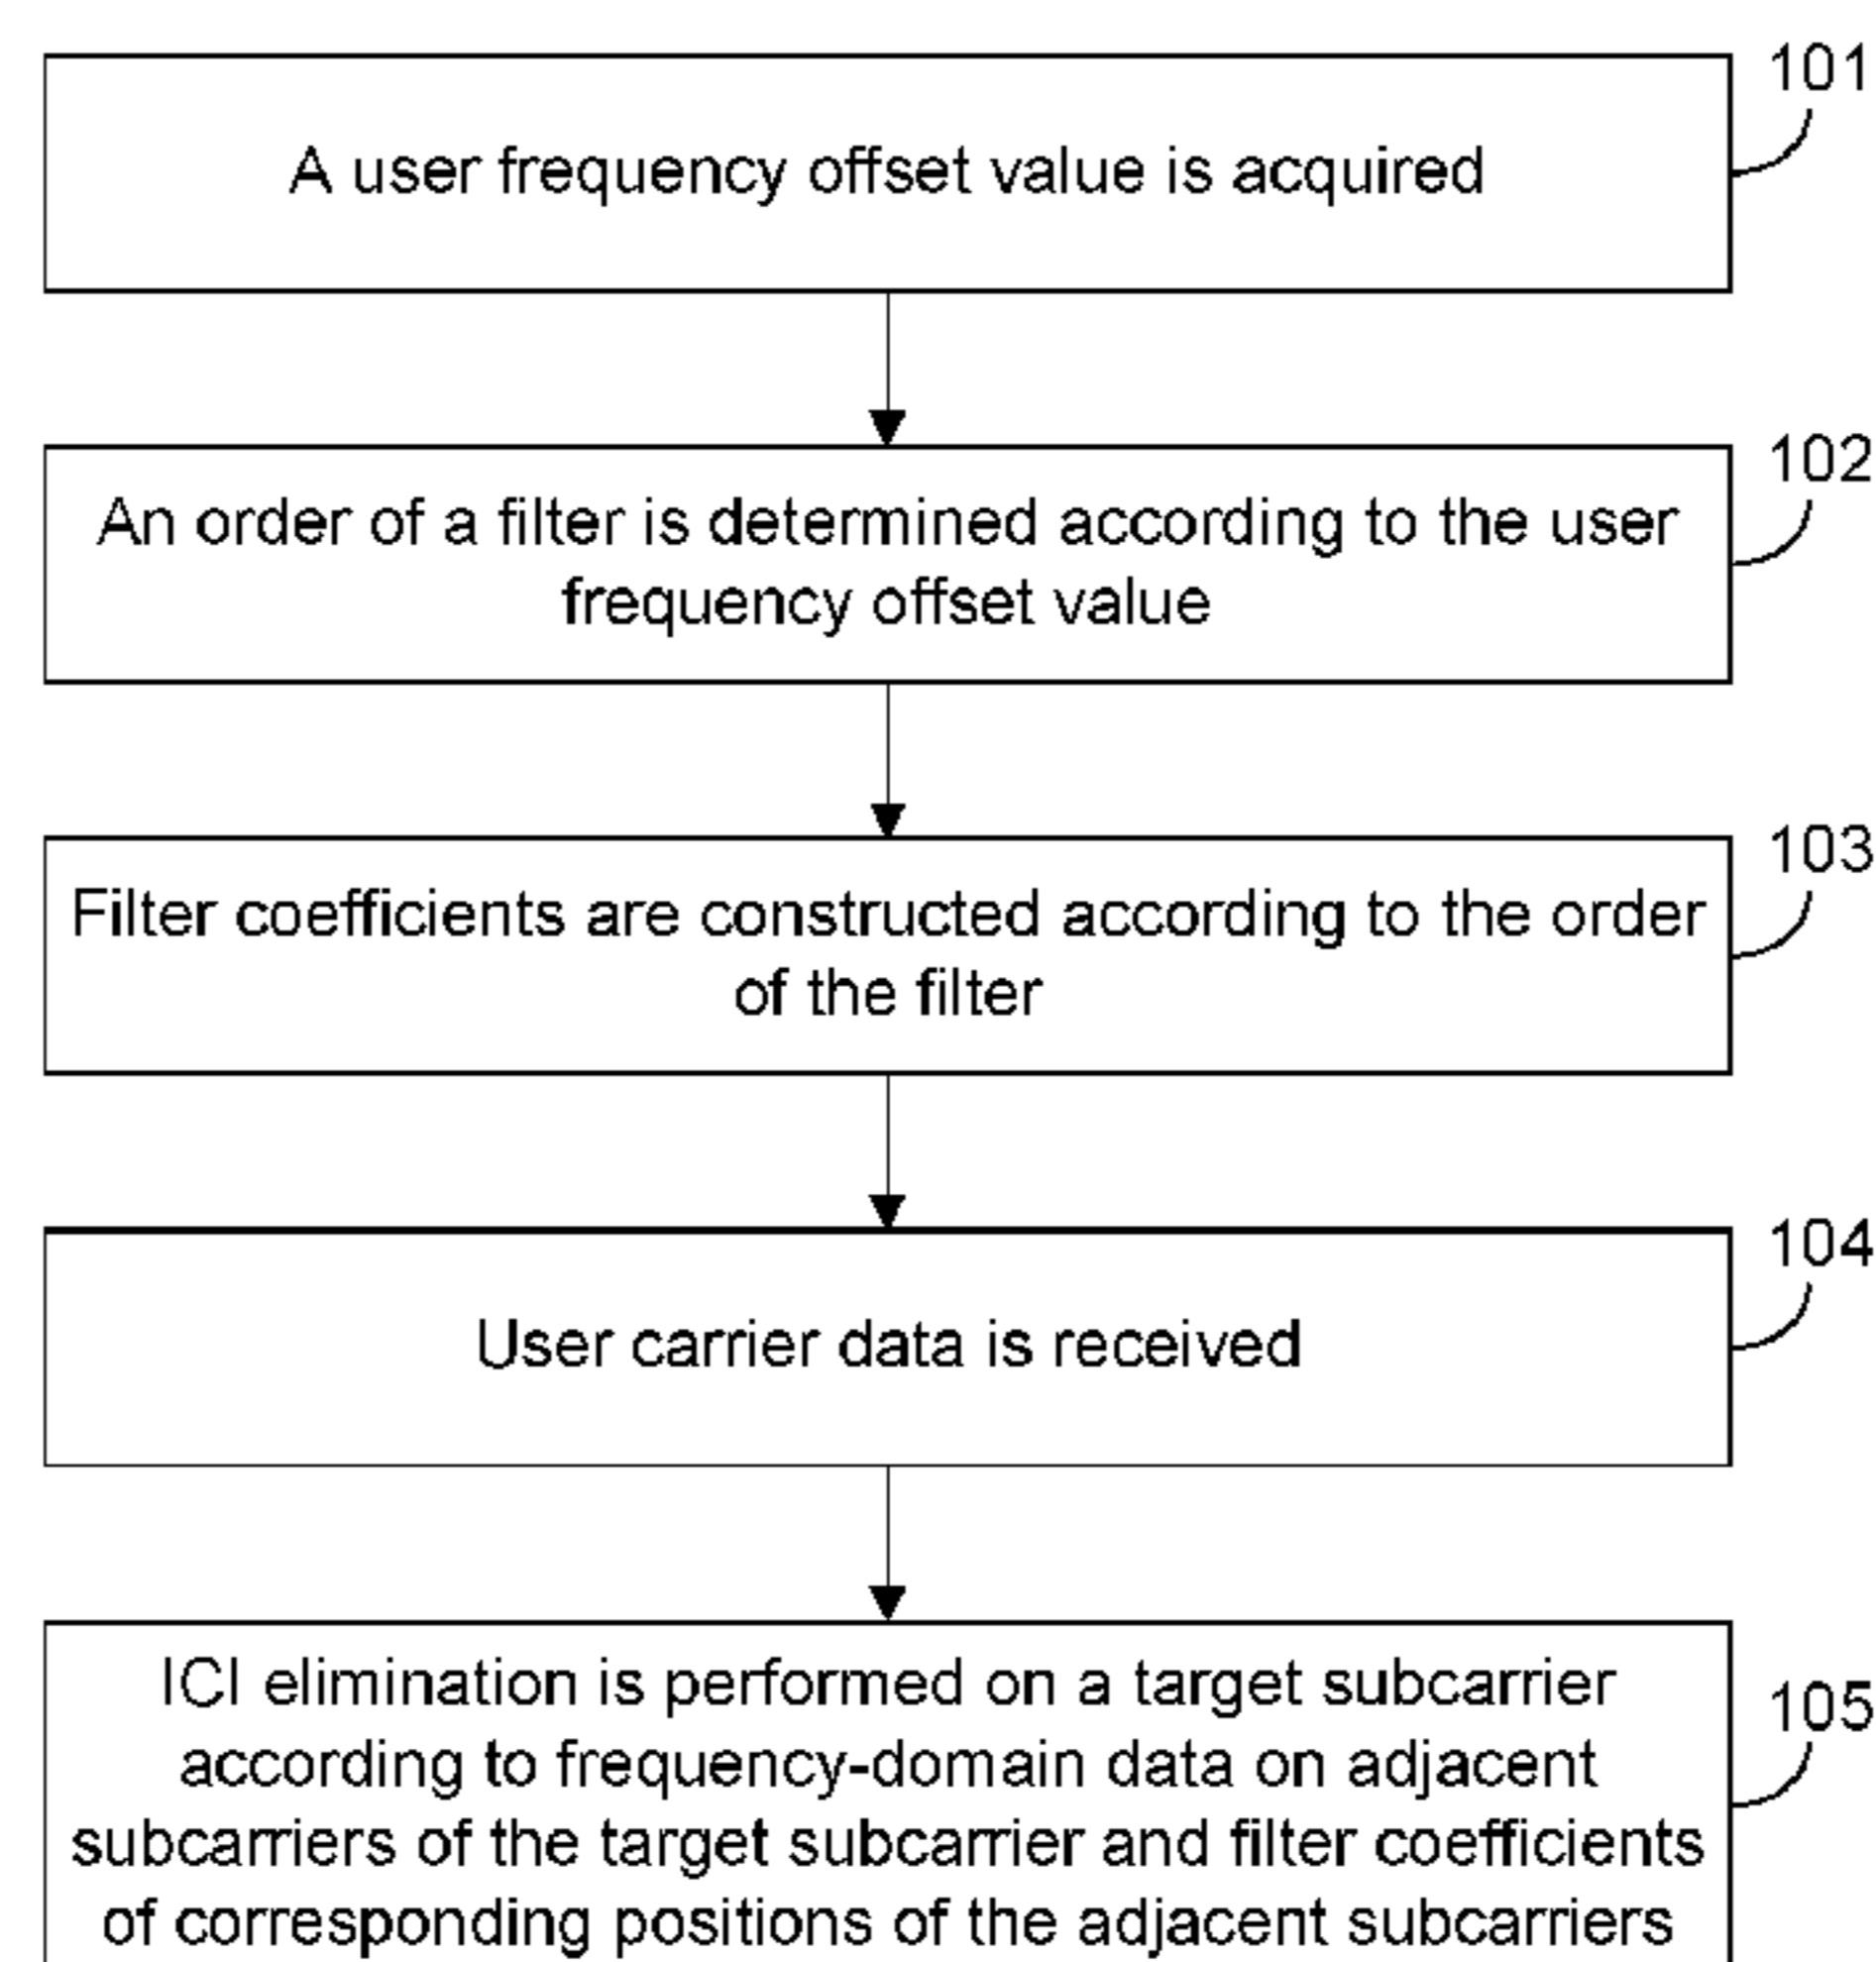 101
A user frequency offset value is acquired
102
An order of a filter is determined according to the user
frequency offset value
103
Filter coefficients are constructed according to the order
of the filter
104
User carrier data is received
105
ICI elimination is performed on a target subcarrier
according to frequency-domain data on adjacent
subcarriers of the target subcarrier and filter coefficients
of corresponding positions of the adjacent subcarriers